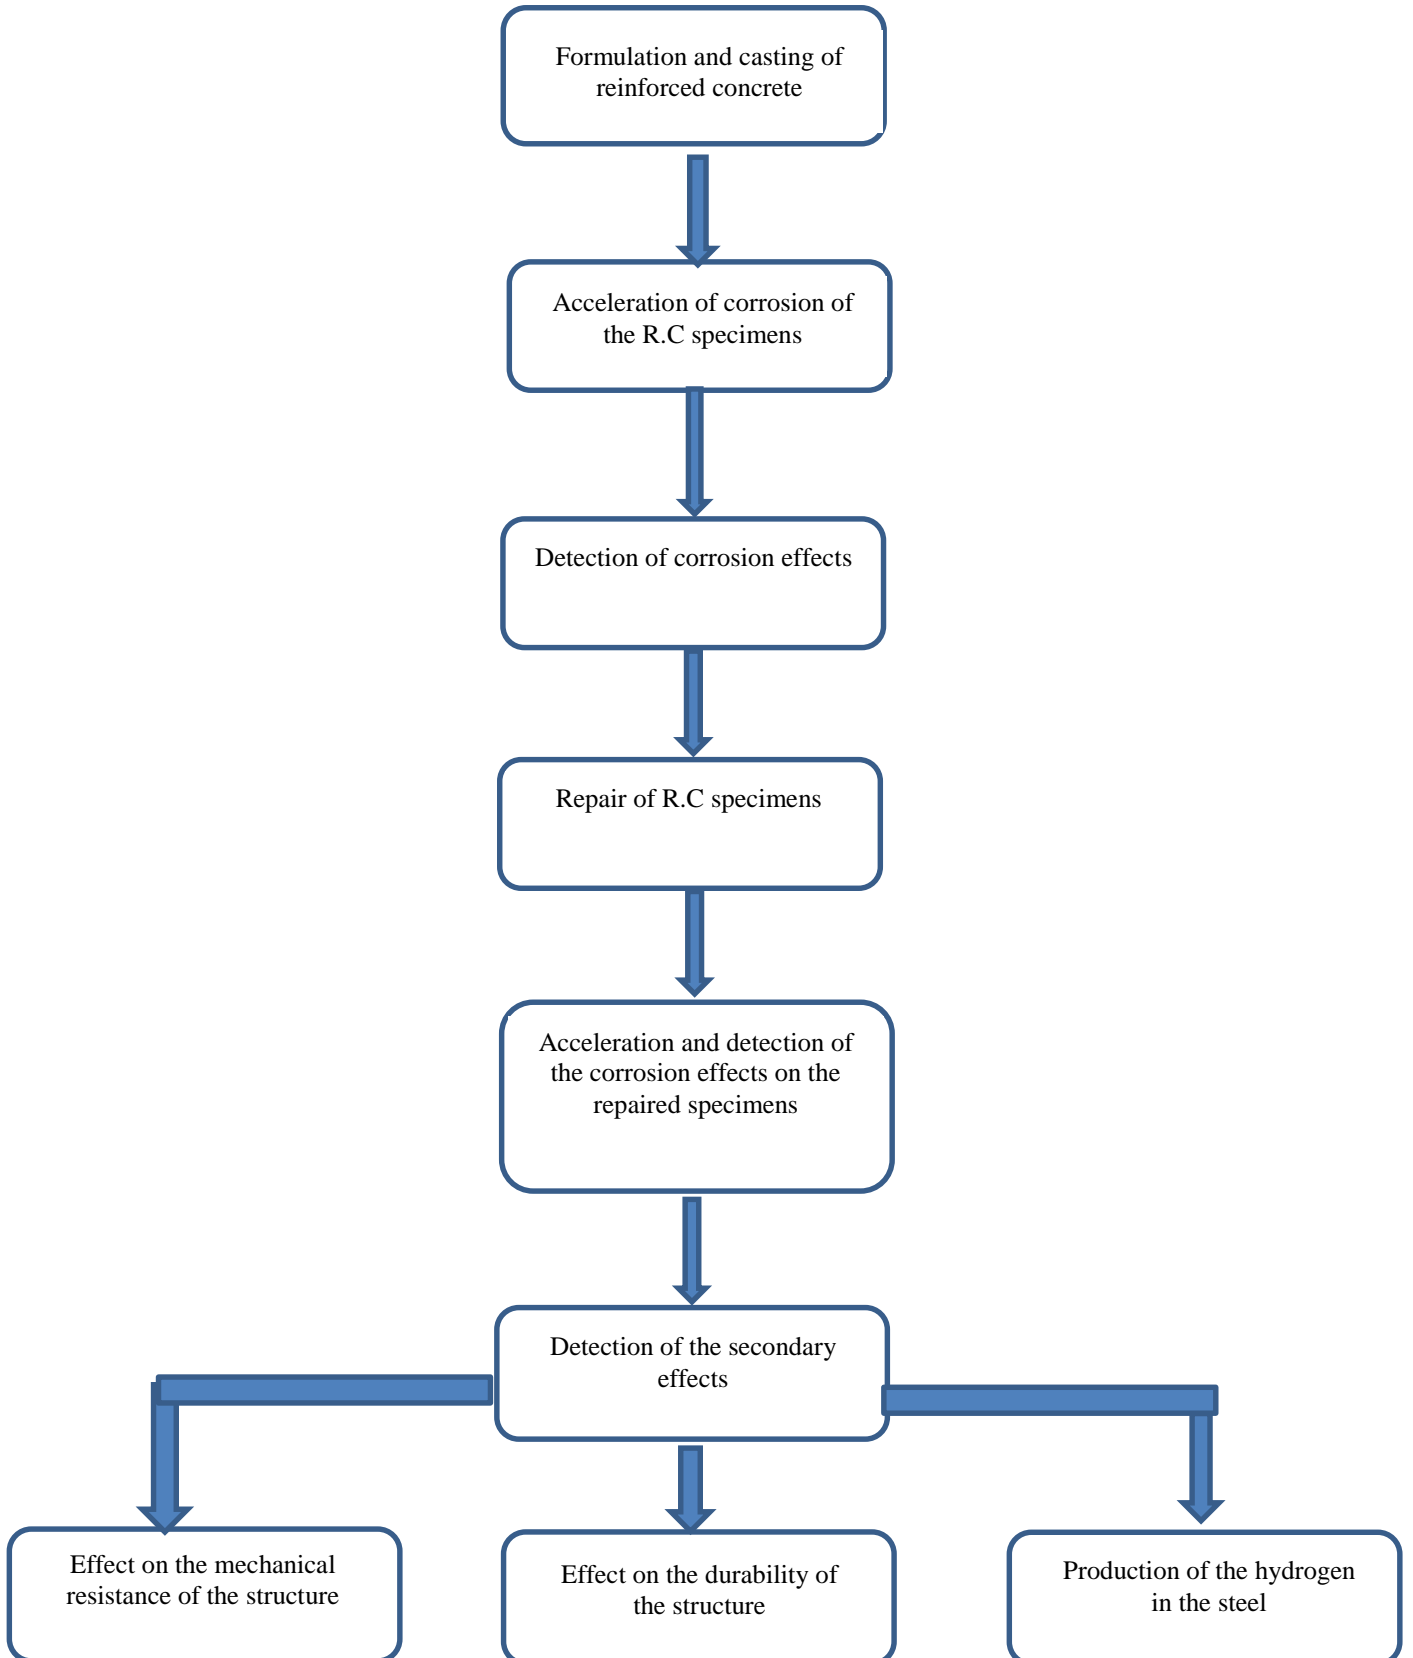 Formulation and casting of
reinforced concrete
Acceleration of corrosion of
the R.C specimens
Detection of corrosion effects
Repair of R.C specimens
Acceleration and detection of
the corrosion effects on the
repaired specimens
Detection of the secondary
effects
Effect on the mechanical
resistance of the structure
Effect on the durability of
the structure
Production of the hydrogen
in the steel